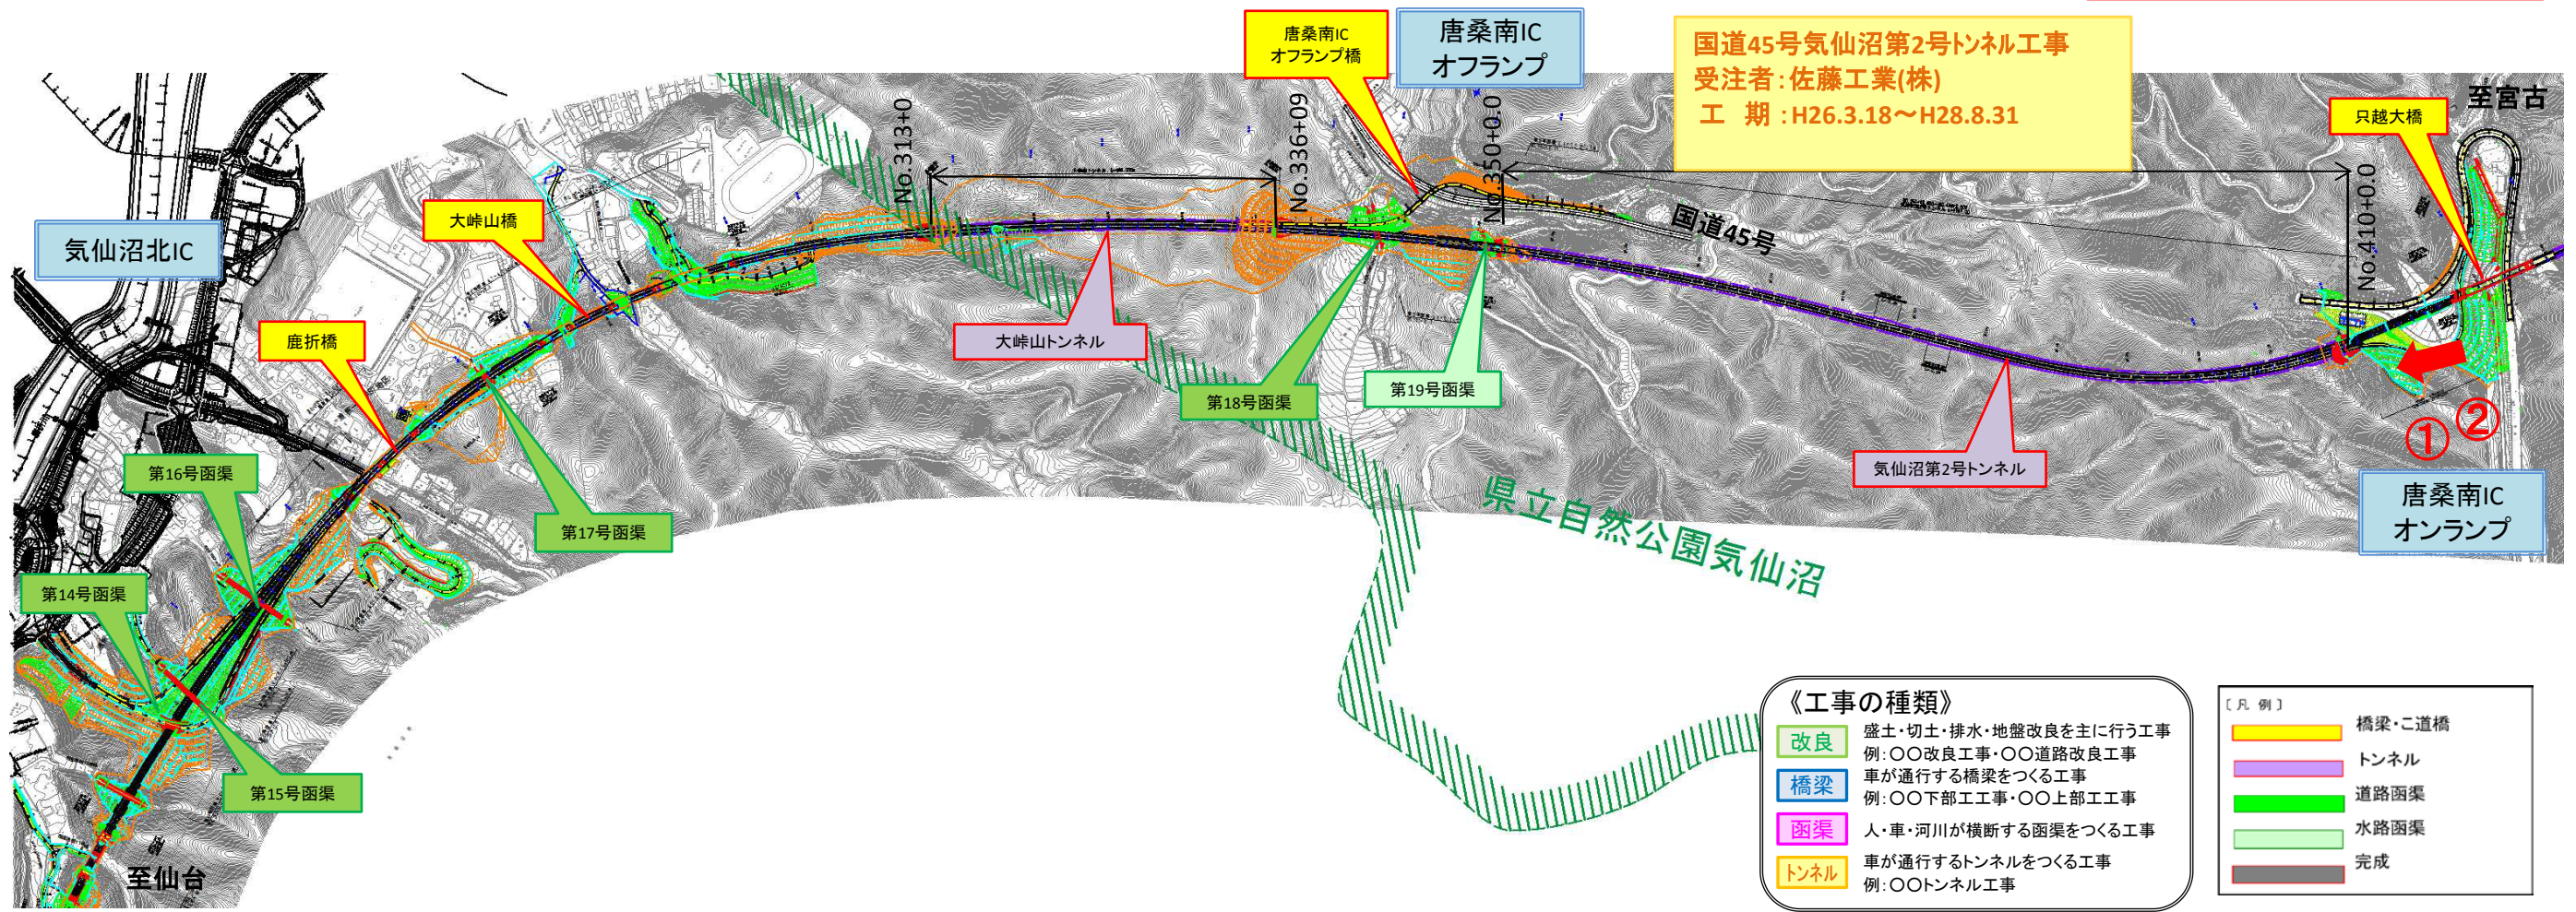 唐桑南IC
オフランプ橋
唐桑南IC
オフランプ
国道45号気仙沼第2号トンネル工事
受注者:佐藤工業(株)
工 期 :H26.3.18〜H28.8.31
至宮古
只越大橋
No.313+0
No.336+09
No.350+0.0
No.410+0.0
国道45号
気仙沼北IC
大峠山橋
鹿折橋
大峠山トンネル
第18号函渠
第19号函渠
気仙沼第2号トンネル
①
②
唐桑南IC
オンランプ
第16号函渠
第17号函渠
第14号函渠
第15号函渠
至仙台
県立自然公園気仙沼
《工事の種類》
改良
盛土・切土・排水・地盤改良を主に行う工事
例:〇〇改良工事・〇〇道路改良工事
橋梁
車が通行する橋梁をつくる工事
例:〇〇下部工工事・〇〇上部工工事
函渠
人・車・河川が横断する函渠をつくる工事
トンネル
車が通行するトンネルをつくる工事
例:〇〇トンネル工事
〔凡 例〕
橋梁・こ道橋
トンネル
道路函渠
水路函渠
完成